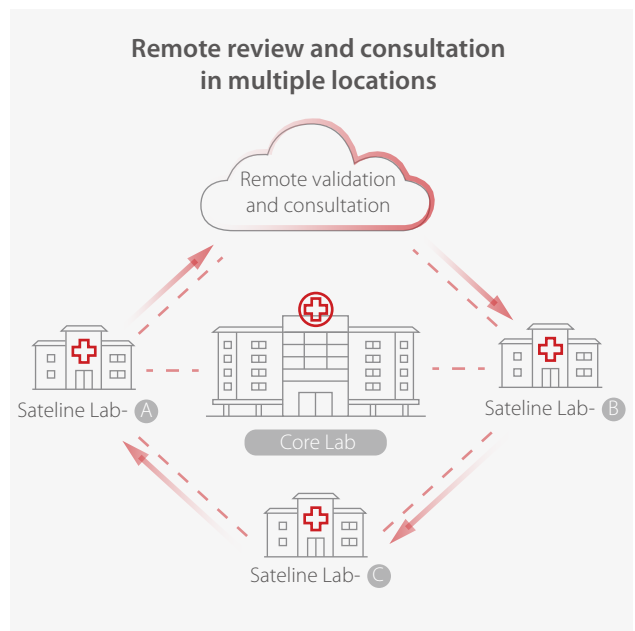 Remote review and consultation
in multiple locations
Remote validation
and consultation
Sateline Lab- A
Sateline Lab- B
Core Lab
Sateline Lab- C